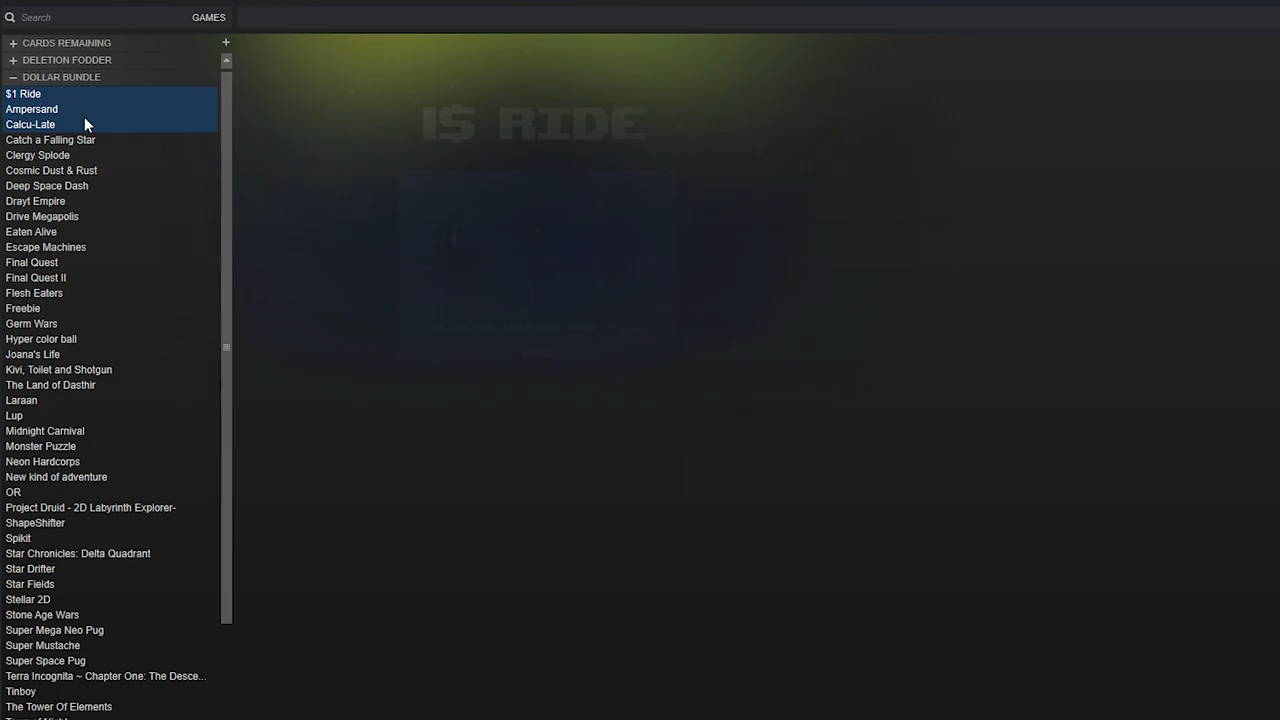 Search
GAMES
+ CARDS REMAINING
+
+ DELETION FODDER
– DOLLAR BUNDLE
$1 Ride
Ampersand
Calcu-Late
Catch a Falling Star
Clergy Splode
Cosmic Dust & Rust
Deep Space Dash
Drayt Empire
Drive Megapolis
Eaten Alive
Escape Machines
Final Quest
Final Quest II
Flesh Eaters
Freebie
Germ Wars
Hyper color ball
Joana's Life
Kivi, Toilet and Shotgun
The Land of Dasthir
Laraan
Lup
Midnight Carnival
Monster Puzzle
Neon Hardcorps
New kind of adventure
OR
Project Druid - 2D Labyrinth Explorer-
ShapeShifter
Spikit
Star Chronicles: Delta Quadrant
Star Drifter
Star Fields
Stellar 2D
Stone Age Wars
Super Mega Neo Pug
Super Mustache
Super Space Pug
Terra Incognita ~ Chapter One: The Desce...
Tinboy
The Tower Of Elements
1$ RIDE